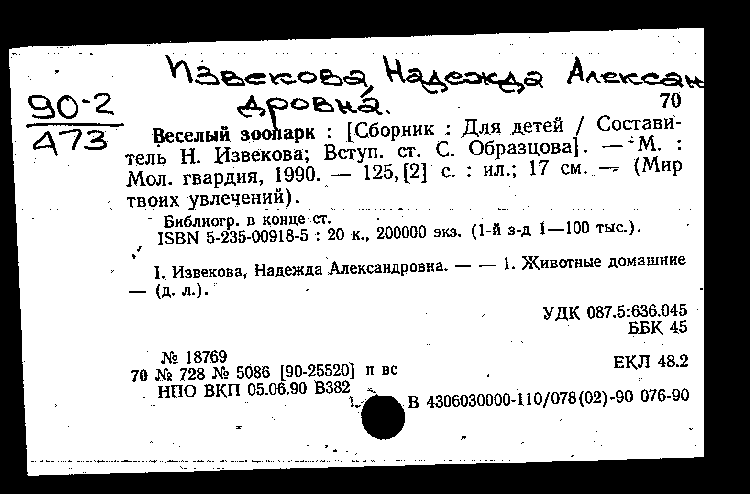 Извекова, Надежда Алексан
дровна.
90-2
473
70
Веселый зоопарк : [Сборник : Для детей / Состави-
тель Н. Извекова; Вступ. ст. С. Образцова]. — М. :
Мол. гвардия, 1990. — 125,[2] с. : ил.; 17 см. — (Мир
твоих увлечений).
Библиогр. в конце ст.
ISBN 5-235-00918-5 : 20 к., 200000 экз. (1-й з-д 1—100 тыс.).
I. Извекова, Надежда Александровна. — — 1. Животные домашние
— (д. л.).
УДК 087.5:636.045
ББК 45
№ 18769
70 № 728 № 5086 [90-25520] п вс
ЕКЛ 48.2
НПО ВКП 05.06.90 В382
В 4306030000-110/078(02)-90 076-90